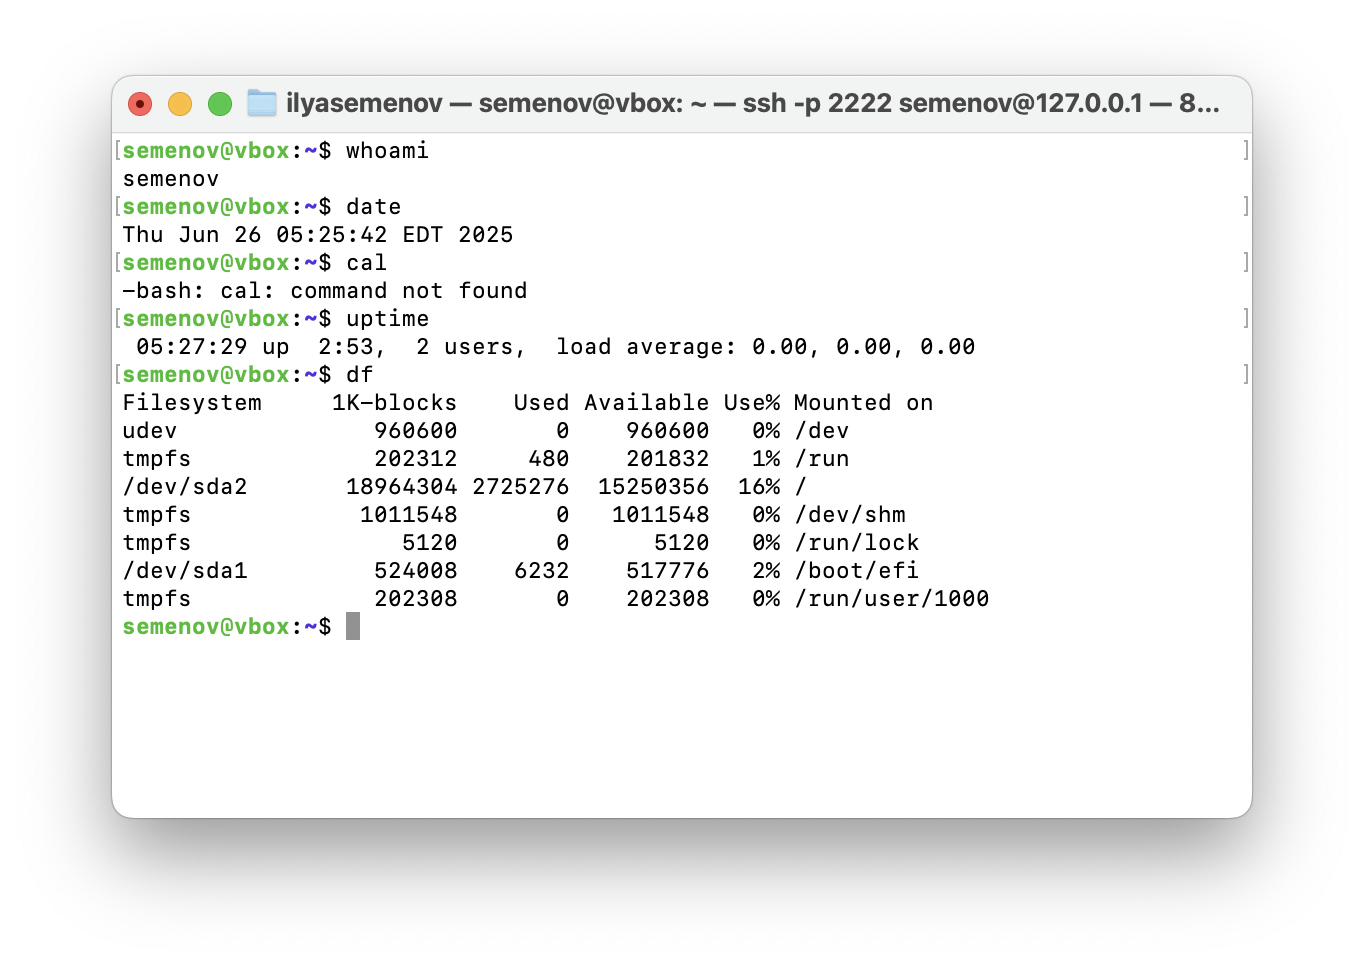 ilyasemenov — semenov@vbox: ~ — ssh -p 2222 semenov@127.0.0.1 — 8...
[semenov@vbox:~$ whoami ]
semenov
[semenov@vbox:~$ date ]
Thu Jun 26 05:25:42 EDT 2025
[semenov@vbox:~$ cal ]
-bash: cal: command not found
[semenov@vbox:~$ uptime ]
 05:27:29 up  2:53,  2 users,  load average: 0.00, 0.00, 0.00
[semenov@vbox:~$ df ]
Filesystem     1K-blocks    Used Available Use% Mounted on
udev              960600       0    960600   0% /dev
tmpfs             202312     480    201832   1% /run
/dev/sda2       18964304 2725276  15250356  16% /
tmpfs            1011548       0   1011548   0% /dev/shm
tmpfs               5120       0      5120   0% /run/lock
/dev/sda1         524008    6232    517776   2% /boot/efi
tmpfs             202308       0    202308   0% /run/user/1000
semenov@vbox:~$